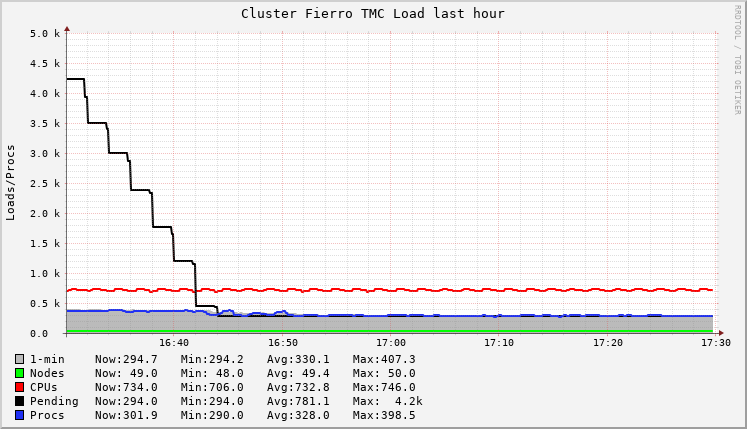 Cluster Fierro TMC Load last hour
RRDTOOL / TOBI OETIKER
Loads/Procs
5.0 k
4.5 k
4.0 k
3.5 k
3.0 k
2.5 k
2.0 k
1.5 k
1.0 k
0.5 k
0.0
16:40 16:50 17:00 17:10 17:20 17:30
1-min Now:294.7 Min:294.2 Avg:330.1 Max:407.3
Nodes Now: 49.0 Min: 48.0 Avg: 49.4 Max: 50.0
CPUs Now:734.0 Min:706.0 Avg:732.8 Max:746.0
Pending Now:294.0 Min:294.0 Avg:781.1 Max: 4.2k
Procs Now:301.9 Min:290.0 Avg:328.0 Max:398.5